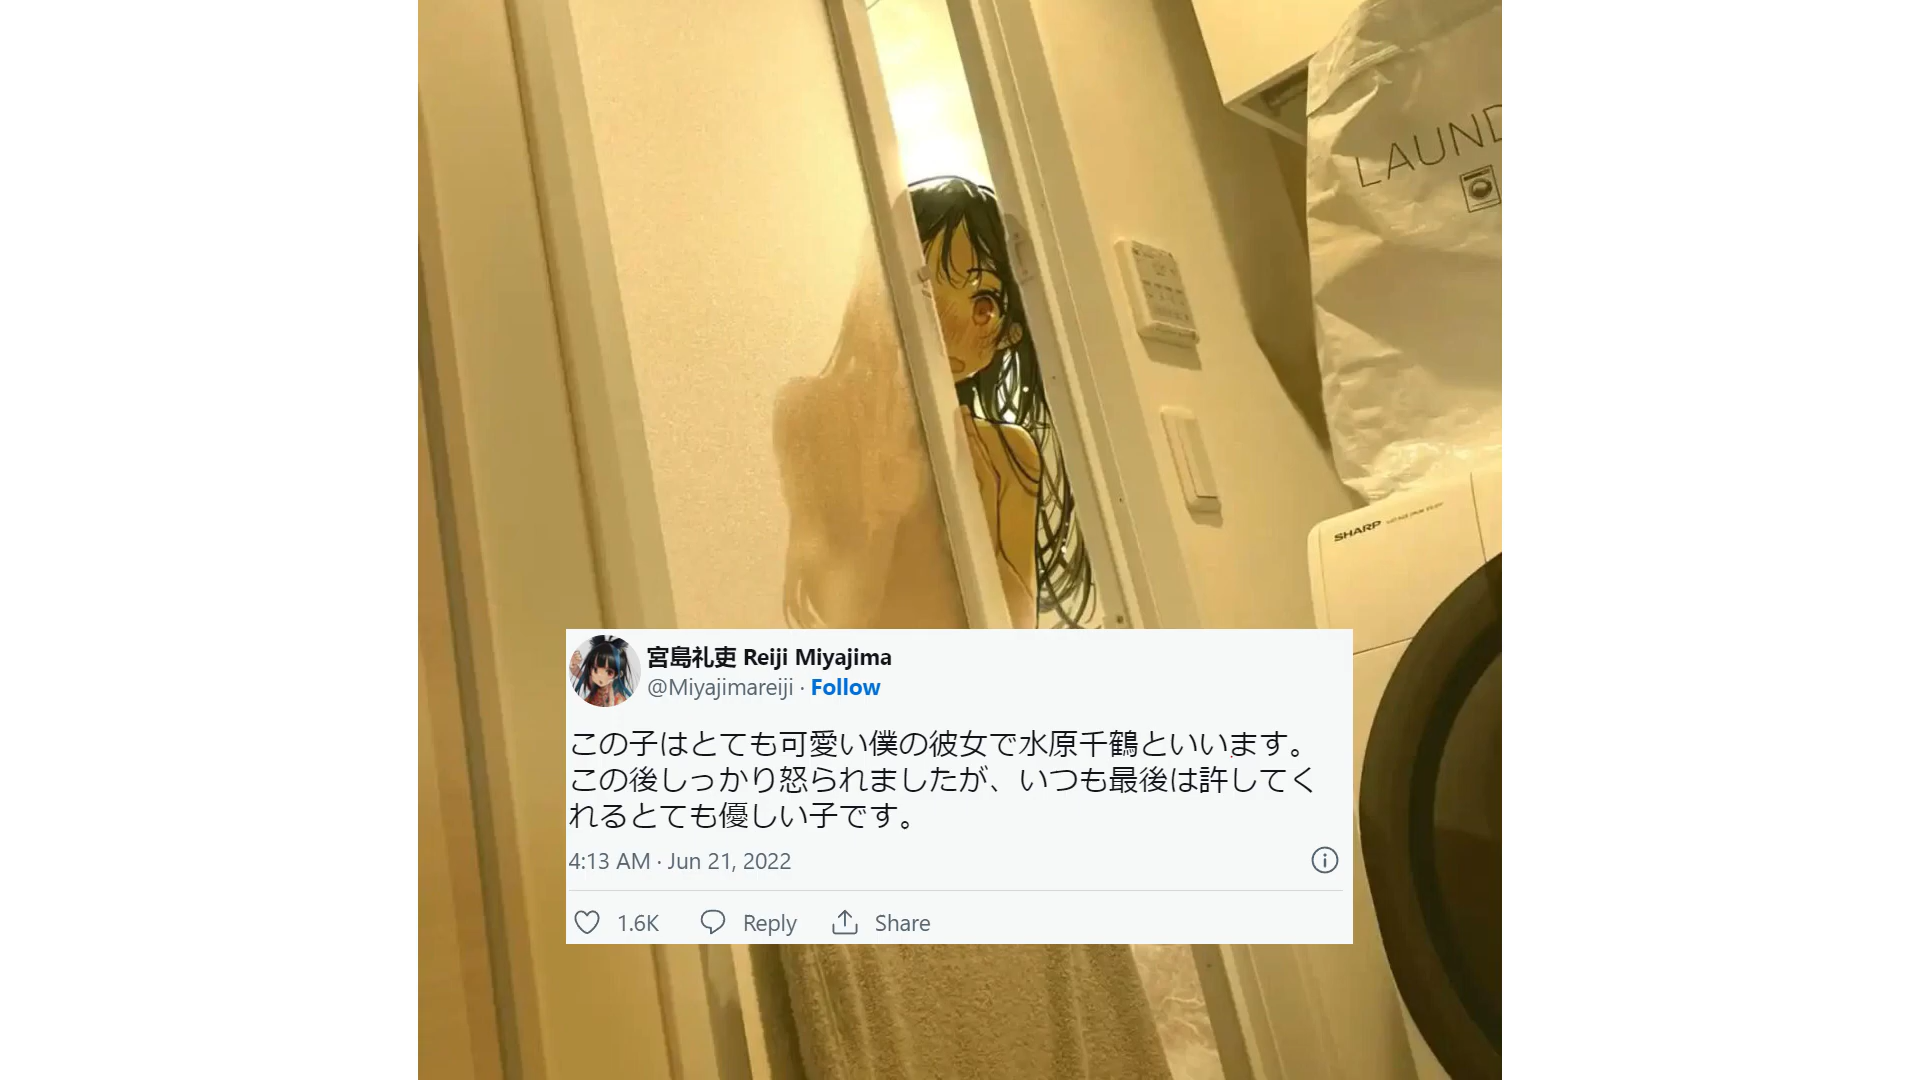 LAUND
SHARP
宮島礼吏 Reiji Miyajima
@Miyajimareiji · Follow
この子はとても可愛い僕の彼女で水原千鶴といいます。
この後しっかり怒られましたが、いつも最後は許してく
れるとても優しい子です。
4:13 AM · Jun 21, 2022
1.6K Reply Share